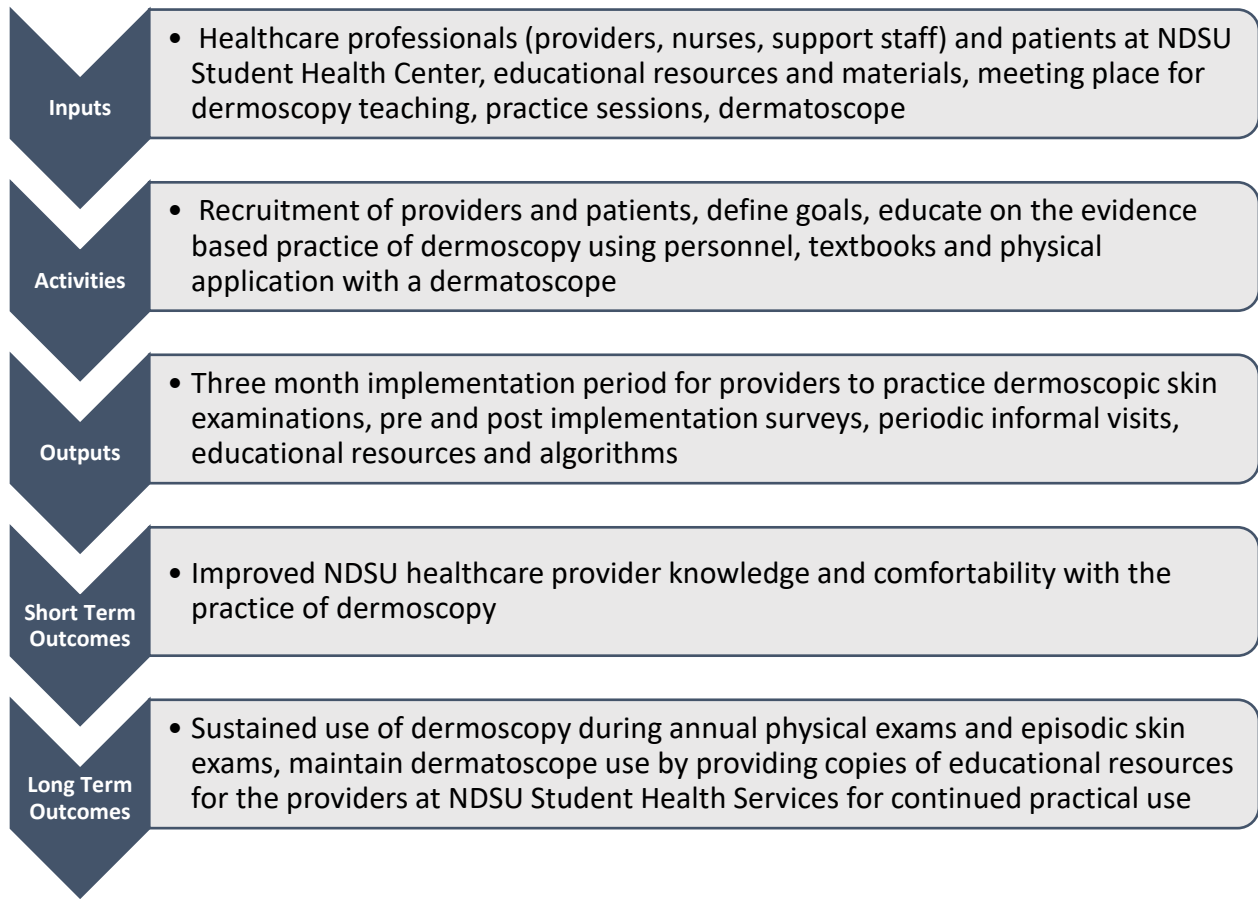 Inputs
• Healthcare professionals (providers, nurses, support staff) and patients at NDSU
Student Health Center, educational resources and materials, meeting place for
dermoscopy teaching, practice sessions, dermatoscope
Activities
• Recruitment of providers and patients, define goals, educate on the evidence
based practice of dermoscopy using personnel, textbooks and physical
application with a dermatoscope
Outputs
• Three month implementation period for providers to practice dermoscopic skin
examinations, pre and post implementation surveys, periodic informal visits,
educational resources and algorithms
Short Term
Outcomes
• Improved NDSU healthcare provider knowledge and comfortability with the
practice of dermoscopy
Long Term
Outcomes
• Sustained use of dermoscopy during annual physical exams and episodic skin
exams, maintain dermatoscope use by providing copies of educational resources
for the providers at NDSU Student Health Services for continued practical use